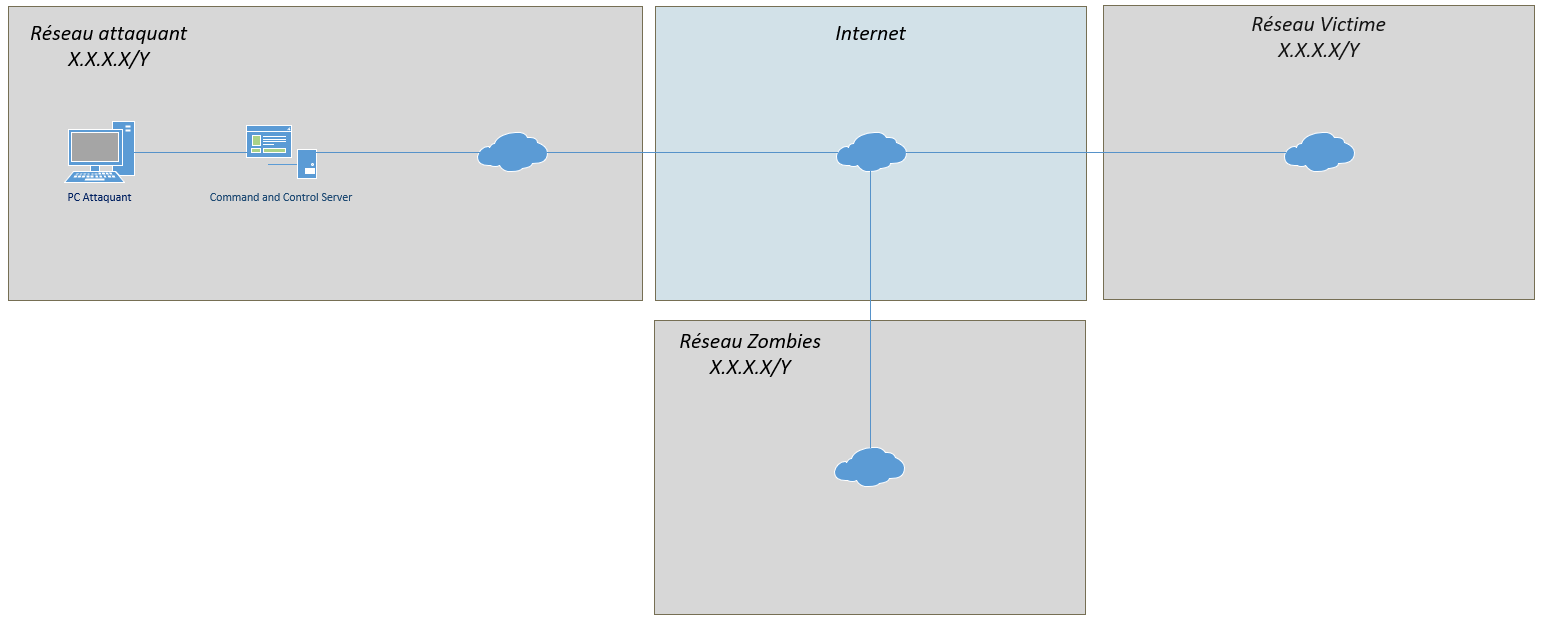 Réseau attaquant
X.X.X.X/Y
PC Attaquant
Command and Control Server
Internet
Réseau Victime
X.X.X.X/Y
Réseau Zombies
X.X.X.X/Y